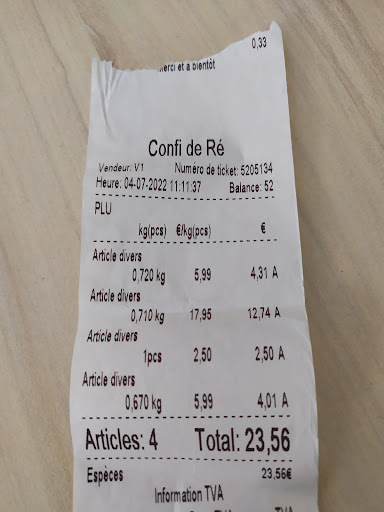 0,33
Merci et a bientôt
Confi de Ré
Vendeur: V1 Numéro de ticket: 5205134
Heure: 04-07-2022 11:11:37 Balance: 52
PLU
kg(pcs) €/kg(pcs) €
Article divers
0,720 kg 5,99 4,31 A
Article divers
0,710 kg 17,95 12,74 A
Article divers
1pcs 2,50 2,50 A
Article divers
0,670 kg 5,99 4,01 A
Articles: 4 Total: 23,56
Espèces 23,56€
Information TVA
TVA